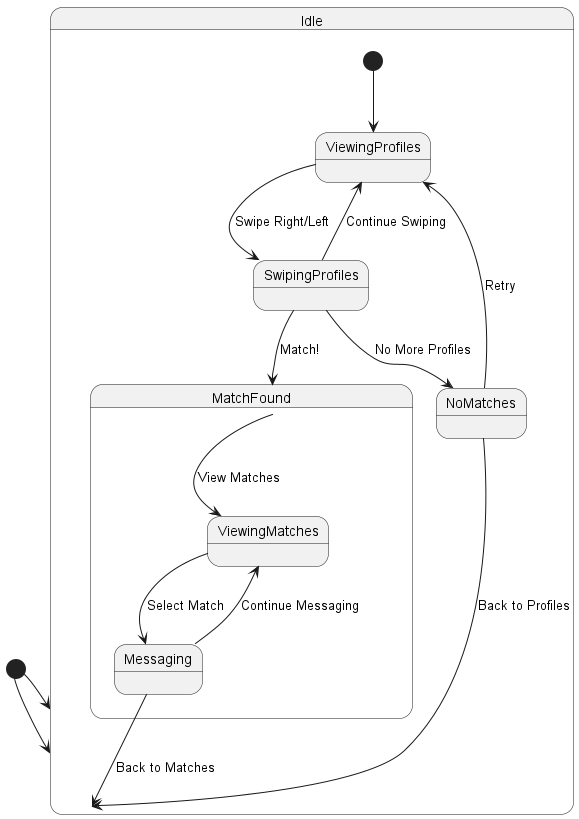 Idle
ViewingProfiles
Swipe Right/Left
Continue Swiping
SwipingProfiles
Retry
Match!
No More Profiles
MatchFound
NoMatches
View Matches
ViewingMatches
Select Match
Continue Messaging
Back to Profiles
Messaging
Back to Matches